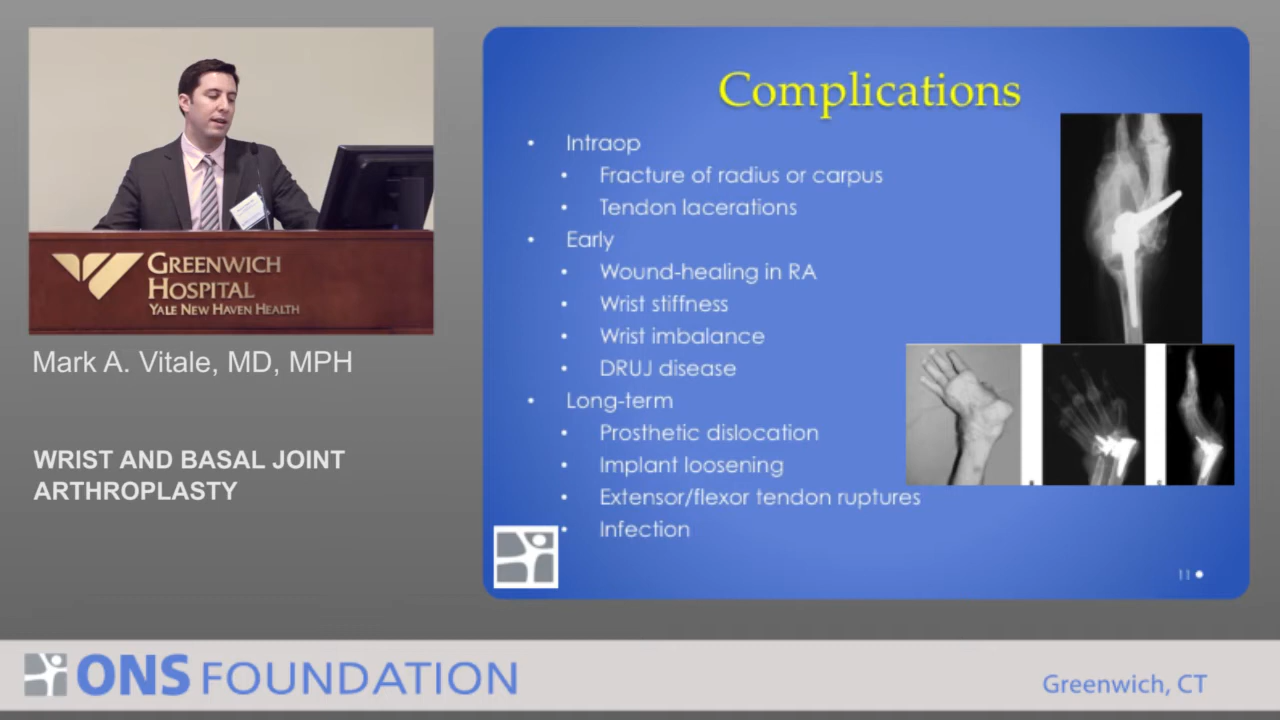 GREENWICH
HOSPITAL
YALE NEW HAVEN HEALTH
Mark A. Vitale, MD, MPH
WRIST AND BASAL JOINT
ARTHROPLASTY
Complications
• Intraop
• Fracture of radius or carpus
• Tendon lacerations
• Early
• Wound-healing in RA
• Wrist stiffness
• Wrist imbalance
• DRUJ disease
• Long-term
• Prosthetic dislocation
• Implant loosening
• Extensor/flexor tendon ruptures
• Infection
11
ONS FOUNDATION
Greenwich, CT